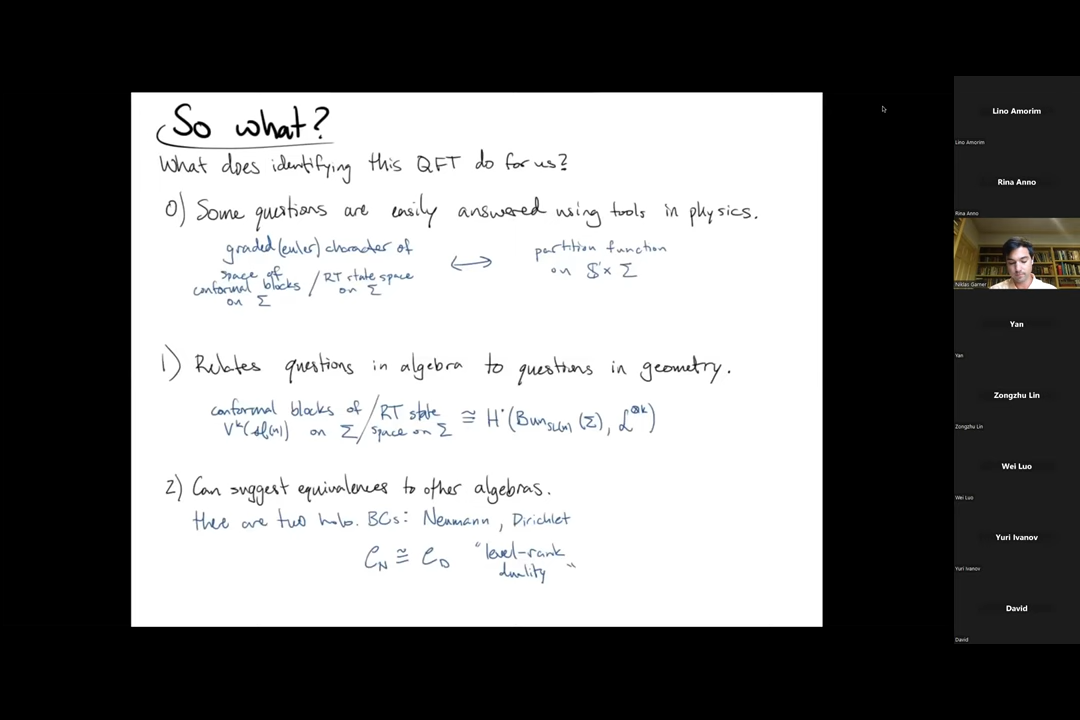 So what?
What does identifying this QFT do for us?
0) Some questions are easily answered using tools in physics.
graded (euler) character of
space of
conformal blocks / RT state space
on Σ on Σ
⟷
partition function
on S¹ × Σ
1) Relates questions in algebra to questions in geometry.
conformal blocks of / RT state
Vᵏ(sl(n)) on Σ / space on Σ ≅ H˙(Bun_SL(n)(Σ), ℒ^⊗k)
2) Can suggest equivalences to other algebras.
there are two holo. BCs: Neumann, Dirichlet
C_N ≅ C_D "level-rank
duality"
Lino Amorim
Lino Amorim
Rina Anno
Rina Anno
Niklas Garner
Yan
Yan
Zongzhu Lin
Zongzhu Lin
Wei Luo
Wei Luo
Yuri Ivanov
Yuri Ivanov
David
David